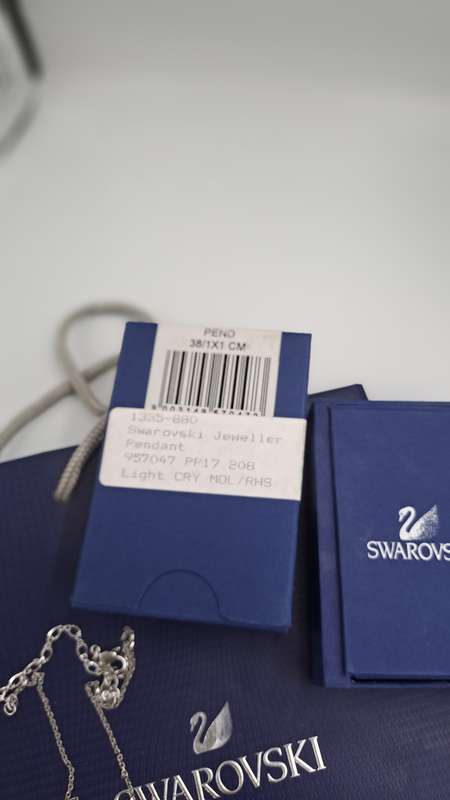 PEND
38/1X1 CM
1335-880
Swarovski Jeweller
Pendant
957047 PP17 208
Light CRY MOL/RHS
SWAROVS
SWAROVSKI